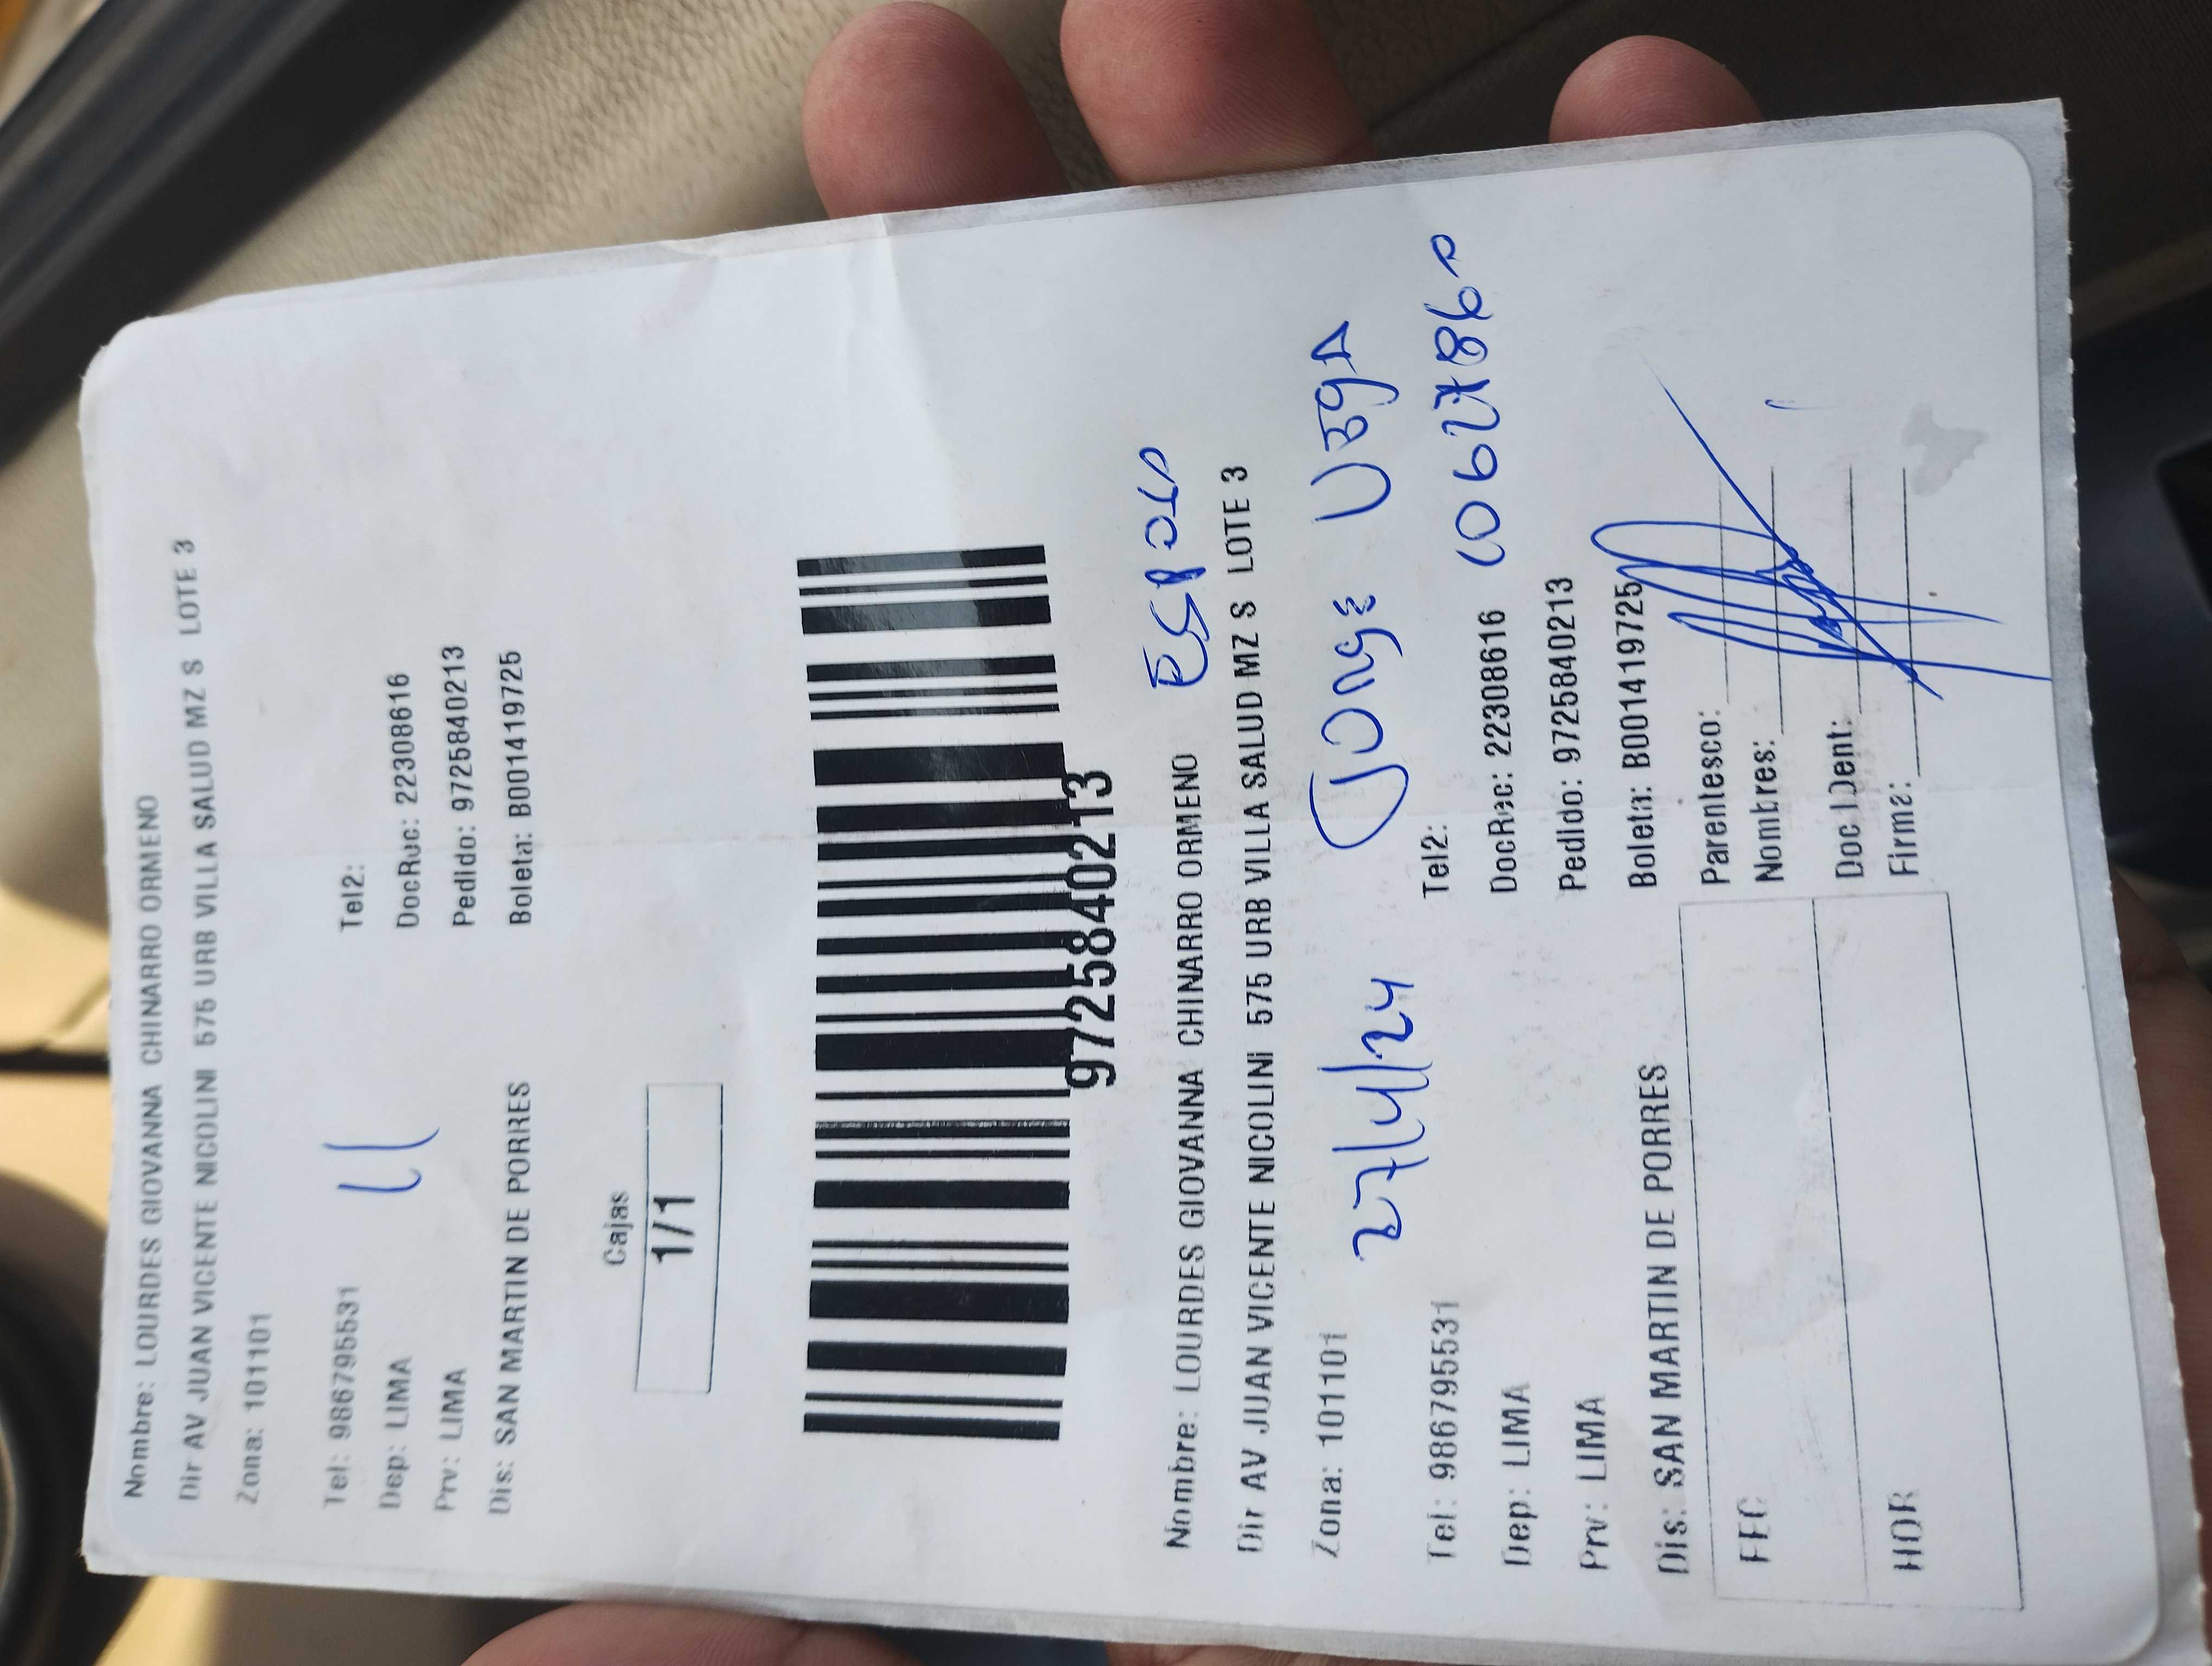 Nombre: LOURDES GIOVANNA CHINARRO ORMENO
Dir AV JUAN VICENTE NICOLINI 575 URB VILLA SALUD MZ S LOTE 3
Zona: 101101
Tel: 986795531 Tel2:
Dep: LIMA DocRuc: 22308616
Prv: LIMA Pedido: 9725840213
Dis: SAN MARTIN DE PORRES Boleta: B001419725
Cajas
1/1
9725840213
Esposo
Nombre: LOURDES GIOVANNA CHINARRO ORMENO
Dir AV JUAN VICENTE NICOLINI 575 URB VILLA SALUD MZ S LOTE 3
Zona: 101101 27/4/24 Jorge Vega
Tel: 986795531 Tel2:
Dep: LIMA DocRuc: 22308616
Prv: LIMA Pedido: 9725840213
Dis: SAN MARTIN DE PORRES Boleta: B001419725
FEC Parentesco:
Nombres:
HOR Doc Ident:
Firma: